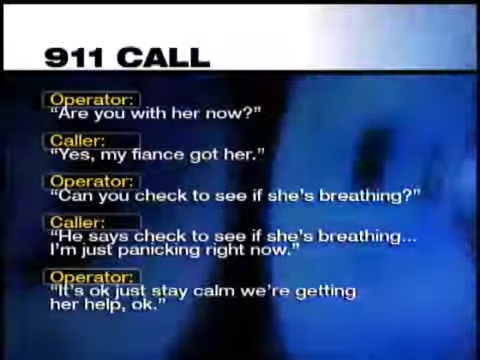 911 CALL
Operator:
“Are you with her now?”
Caller:
“Yes, my fiance got her.”
Operator:
“Can you check to see if she’s breathing?”
Caller:
“He says check to see if she’s breathing...
I’m just panicking right now.”
Operator:
“It’s ok just stay calm we’re getting
her help, ok.”